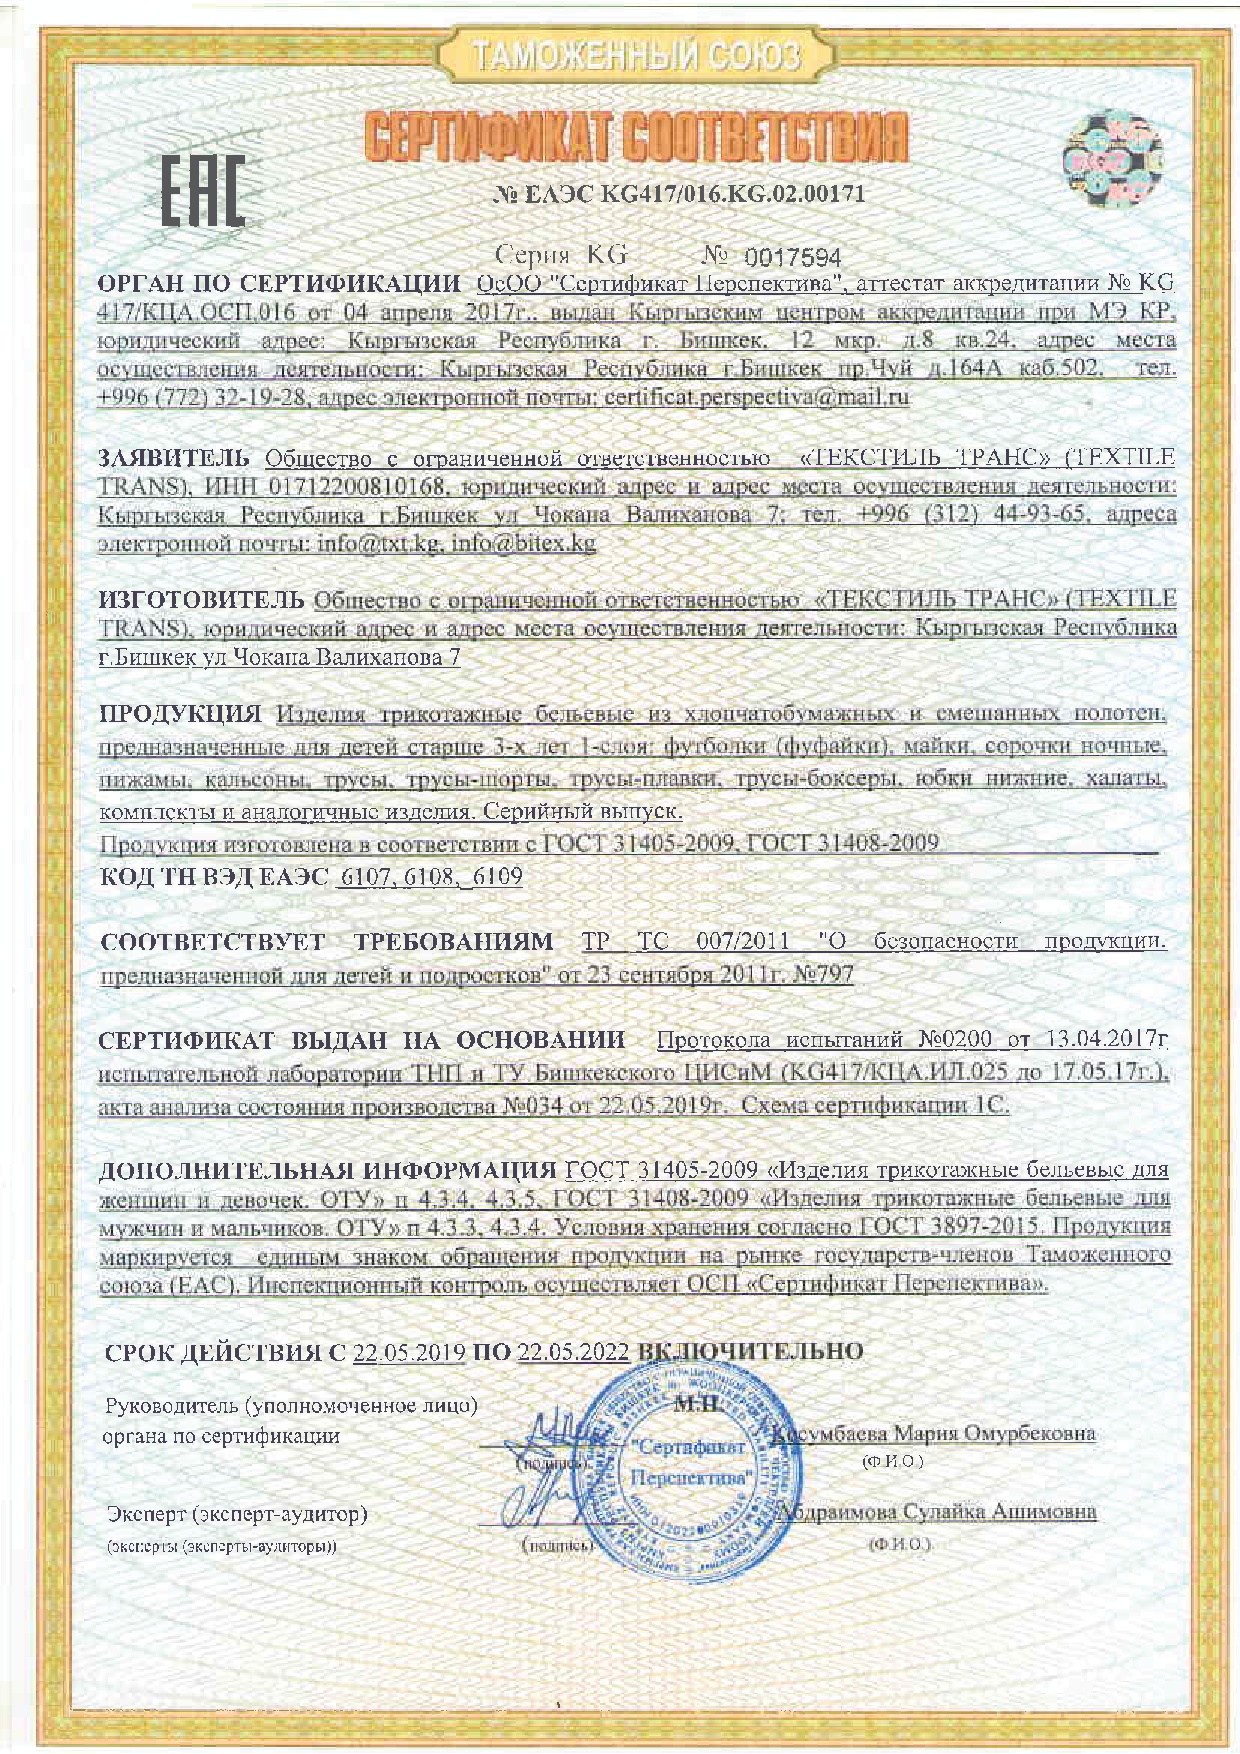 ТАМОЖЕННЫЙ СОЮЗ
СЕРТИФИКАТ СООТВЕТСТВИЯ
ЕАС
№ ЕАЭС KG417/016.KG.02.00171
Серия KG № 0017594
ОРГАН ПО СЕРТИФИКАЦИИ ОсОО "Сертификат Перспектива", аттестат аккредитации № KG
417/КЦА.ОСП.016 от 04 апреля 2017г., выдан Кыргызским центром аккредитации при МЭ КР,
юридический адрес: Кыргызская Республика г. Бишкек, 12 мкр. д.8 кв.24, адрес места
осуществления деятельности: Кыргызская Республика г.Бишкек пр.Чуй д.164А каб.502, тел.
+996 (772) 32-19-28, адрес электронной почты: certificat.perspectiva@mail.ru
ЗАЯВИТЕЛЬ Общество с ограниченной ответственностью «ТЕКСТИЛЬ ТРАНС» (TEXTILE
TRANS), ИНН 01712200810168, юридический адрес и адрес места осуществления деятельности:
Кыргызская Республика г.Бишкек ул Чокана Валиханова 7; тел. +996 (312) 44-93-65, адреса
электронной почты: info@txt.kg, info@bitex.kg
ИЗГОТОВИТЕЛЬ Общество с ограниченной ответственностью «ТЕКСТИЛЬ ТРАНС» (TEXTILE
TRANS), юридический адрес и адрес места осуществления деятельности: Кыргызская Республика
г.Бишкек ул Чокана Валиханова 7
ПРОДУКЦИЯ Изделия трикотажные бельевые из хлопчатобумажных и смешанных полотен,
предназначенные для детей старше 3-х лет 1-слоя: футболки (фуфайки), майки, сорочки ночные,
пижамы, кальсоны, трусы, трусы-шорты, трусы-плавки, трусы-боксеры, юбки нижние, халаты,
комплекты и аналогичные изделия. Серийный выпуск.
Продукция изготовлена в соответствии с ГОСТ 31405-2009, ГОСТ 31408-2009
КОД ТН ВЭД ЕАЭС 6107, 6108, 6109
СООТВЕТСТВУЕТ ТРЕБОВАНИЯМ ТР ТС 007/2011 "О безопасности продукции,
предназначенной для детей и подростков" от 23 сентября 2011г. №797
СЕРТИФИКАТ ВЫДАН НА ОСНОВАНИИ Протокола испытаний №0200 от 13.04.2017г
испытательной лаборатории ТНП и ТУ Бишкекского ЦИСиМ (KG417/КЦА.ИЛ.025 до 17.05.17г.),
акта анализа состояния производства №034 от 22.05.2019г. Схема сертификации 1С.
ДОПОЛНИТЕЛЬНАЯ ИНФОРМАЦИЯ ГОСТ 31405-2009 «Изделия трикотажные бельевые для
женщин и девочек. ОТУ» п 4.3.4, 4.3.5, ГОСТ 31408-2009 «Изделия трикотажные бельевые для
мужчин и мальчиков. ОТУ» п 4.3.3, 4.3.4. Условия хранения согласно ГОСТ 3897-2015. Продукция
маркируется единым знаком обращения продукции на рынке государств-членов Таможенного
союза (ЕАС). Инспекционный контроль осуществляет ОСП «Сертификат Перспектива».
СРОК ДЕЙСТВИЯ С 22.05.2019 ПО 22.05.2022 ВКЛЮЧИТЕЛЬНО
М.П.
Руководитель (уполномоченное лицо)
органа по сертификации
(подпись)
Косумбаева Мария Омурбековна
(Ф.И.О.)
"Сертификат
Перспектива"
Эксперт (эксперт-аудитор)
(эксперты (эксперты-аудиторы))
(подпись)
Абдраимова Сулайка Ашимовна
(Ф.И.О.)